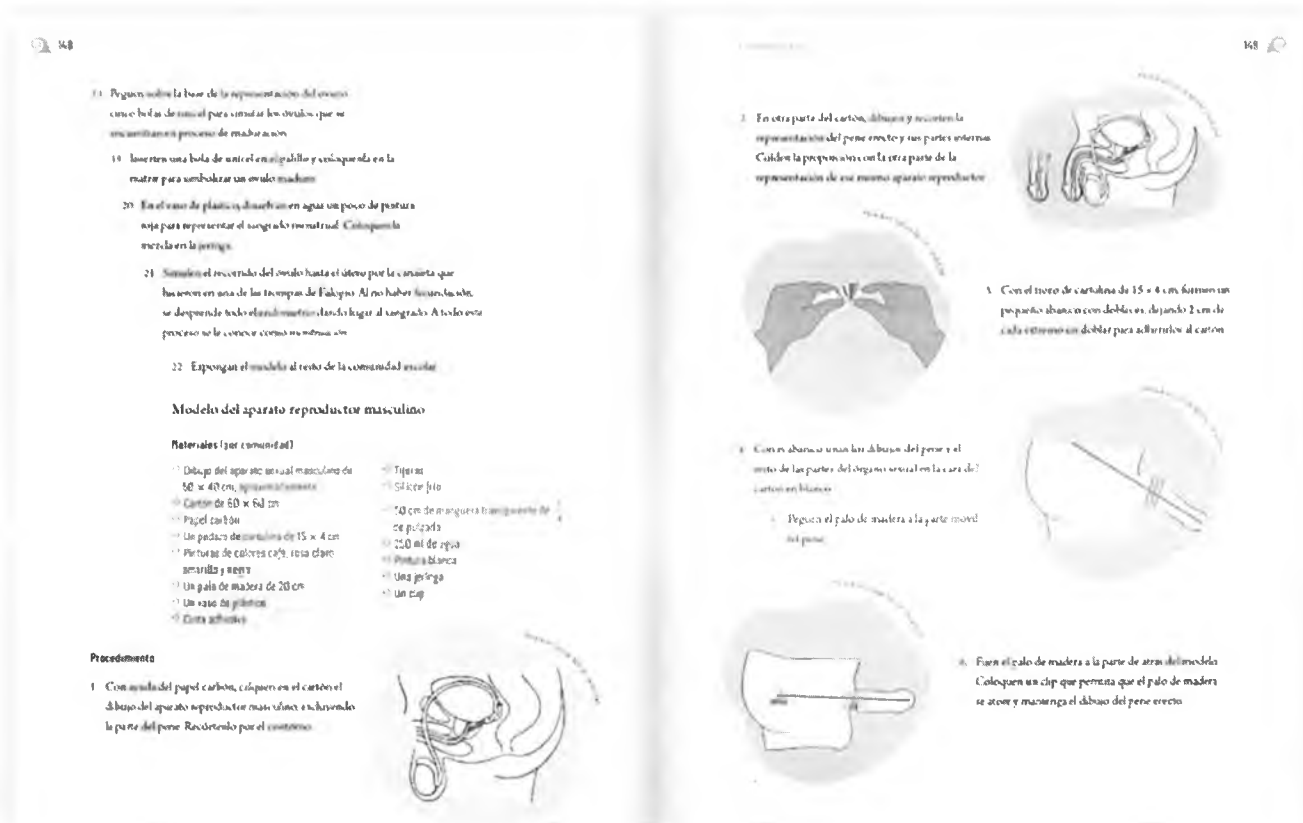 148
Peguen sobre la base de la representación del ovario
cinco bolas de unicel para simular los óvulos que se
encuentran en proceso de maduración
19 Inserten una bola de unicel en el palillo y colóquenla en la
matriz para simbolizar un óvulo maduro
20 En el vaso de plástico, disuelvan en agua un poco de pintura
roja para representar el sangrado menstrual. Coloquen la
mezcla en la jeringa.
21 Simulen el recorrido del óvulo hasta el útero por la canaleta que
hicieron en una de las trompas de Falopio. Al no haber fecundación,
se desprende todo el endometrio dando lugar al sangrado. A todo este
proceso se le conoce como menstruación
22 Expongan el modelo al resto de la comunidad escolar
Modelo del aparato reproductor masculino
Materiales (por comunidad)
Dibujo del aparato sexual masculino de
50 × 40 cm, aproximadamente
Cartón de 60 × 60 cm
Papel carbón
Un pedazo de cartulina de 15 × 4 cm
Pinturas de colores café, rosa claro
amarilla y negra
Un palo de madera de 20 cm
Un vaso de plástico
Cinta adhesiva
Tijeras
Silicón frío
50 cm de manguera transparente de
de pulgada
250 ml de agua
Pintura blanca
Una jeringa
Un clip
Procedimiento
1 Con ayuda del papel carbón, calquen en el cartón el
dibujo del aparato reproductor masculino, excluyendo
la parte del pene. Recórtenlo por el contorno.
En otra parte del cartón, dibujen y recorten la
representación del pene erecto y sus partes internas.
Cuiden la proporción con la otra parte de la
representación de ese mismo aparato reproductor
Con el trozo de cartulina de 15 × 4 cm, formen un
pequeño abanico con dobleces, dejando 2 cm de
cada extremo sin doblar para adherirlos al cartón
Con el abanico unan los dibujos del pene y el
resto de las partes del órgano sexual en la cara del
cartón en blanco
Peguen el palo de madera a la parte móvil
del pene
Fijen el palo de madera a la parte de atrás del modelo.
Coloquen un clip que permita que el palo de madera
se atore y mantenga el dibujo del pene erecto